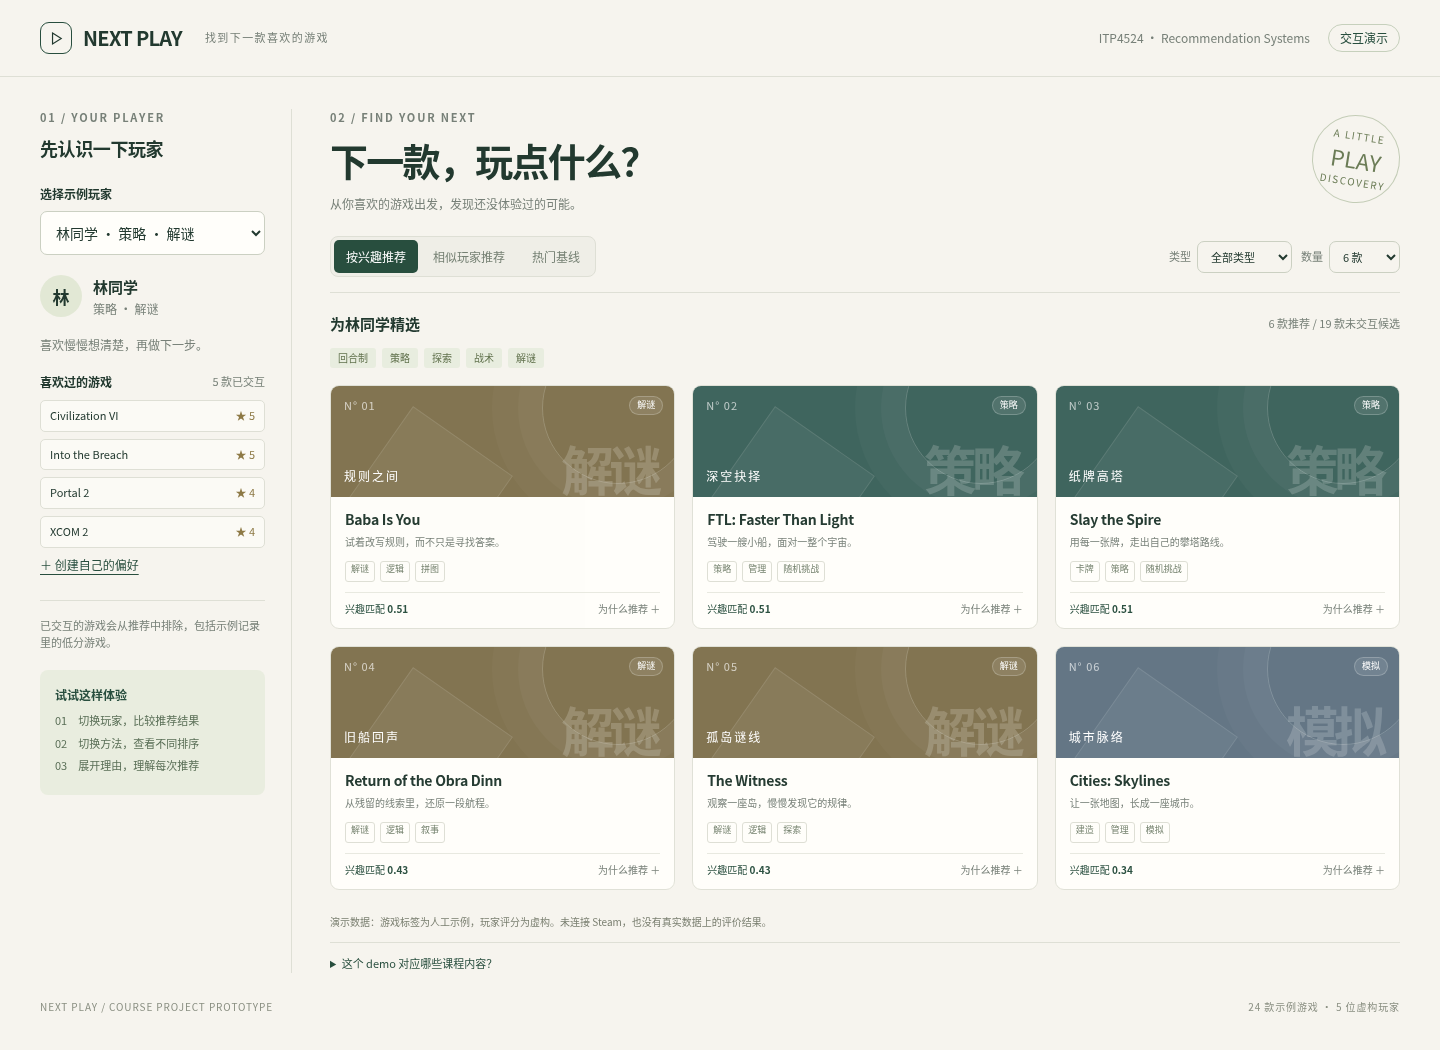 NEXT PLAY
找到下一款喜欢的游戏
ITP4524 · Recommendation Systems
交互演示
01 / YOUR PLAYER
先认识一下玩家
选择示例玩家
林同学 · 策略 · 解谜
林
林同学
策略 · 解谜
喜欢慢慢想清楚，再做下一步。
喜欢过的游戏
5 款已交互
Civilization VI ★ 5
Into the Breach ★ 5
Portal 2 ★ 4
XCOM 2 ★ 4
＋ 创建自己的偏好
已交互的游戏会从推荐中排除，包括示例记录
里的低分游戏。
试试这样体验
01 切换玩家，比较推荐结果
02 切换方法，查看不同排序
03 展开理由，理解每次推荐
02 / FIND YOUR NEXT
下一款，玩点什么？
从你喜欢的游戏出发，发现还没体验过的可能。
A LITTLE
PLAY
DISCOVERY
按兴趣推荐 相似玩家推荐 热门基线
类型 全部类型 数量 6 款
为林同学精选
6 款推荐 / 19 款未交互候选
回合制 策略 探索 战术 解谜
N° 01 解谜
解谜
规则之间
Baba Is You
试着改写规则，而不只是寻找答案。
解谜 逻辑 拼图
兴趣匹配 0.51 为什么推荐 ＋
N° 02 策略
策略
深空抉择
FTL: Faster Than Light
驾驶一艘小船，面对一整个宇宙。
策略 管理 随机挑战
兴趣匹配 0.51 为什么推荐 ＋
N° 03 策略
策略
纸牌高塔
Slay the Spire
用每一张牌，走出自己的攀塔路线。
卡牌 策略 随机挑战
兴趣匹配 0.51 为什么推荐 ＋
N° 04 解谜
解谜
旧船回声
Return of the Obra Dinn
从残留的线索里，还原一段航程。
解谜 逻辑 叙事
兴趣匹配 0.43 为什么推荐 ＋
N° 05 解谜
解谜
孤岛谜线
The Witness
观察一座岛，慢慢发现它的规律。
解谜 逻辑 探索
兴趣匹配 0.43 为什么推荐 ＋
N° 06 模拟
模拟
城市脉络
Cities: Skylines
让一张地图，长成一座城市。
建造 管理 模拟
兴趣匹配 0.34 为什么推荐 ＋
演示数据：游戏标签为人工示例，玩家评分为虚构。未连接 Steam，也没有真实数据上的评价结果。
▶ 这个 demo 对应哪些课程内容？
NEXT PLAY / COURSE PROJECT PROTOTYPE
24 款示例游戏 · 5 位虚构玩家